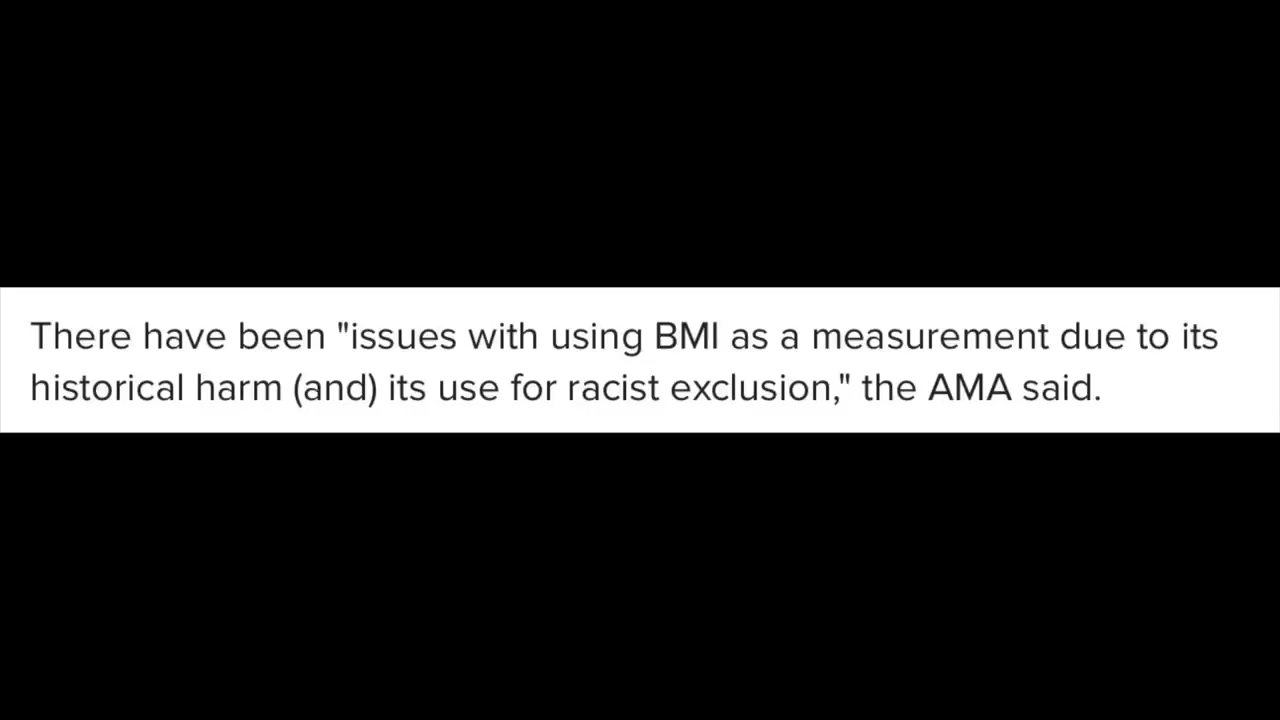 There have been "issues with using BMI as a measurement due to its
historical harm (and) its use for racist exclusion," the AMA said.